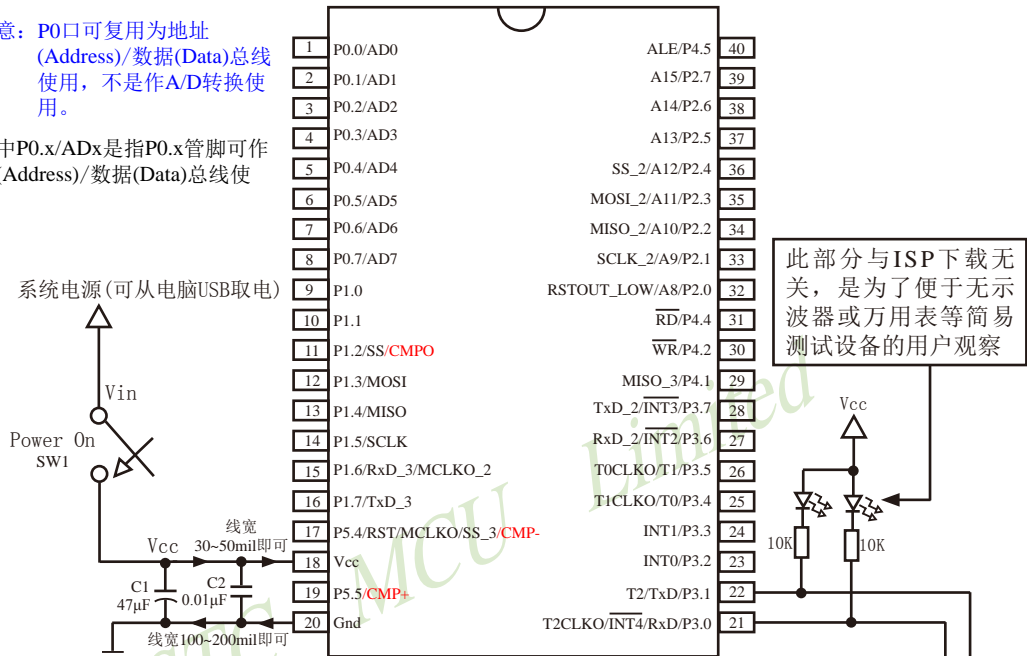 意：P0口可复用为地址
(Address)/数据(Data)总线
使用，不是作A/D转换使
用。
中P0.x/ADx是指P0.x管脚可作
(Address)/数据(Data)总线使
系统电源(可从电脑USB取电)
Vin
Power On
SW1
Vcc
线宽
30~50mil即可
C1
47μF
C2
0.01μF
线宽100~200mil即可
1 P0.0/AD0
2 P0.1/AD1
3 P0.2/AD2
4 P0.3/AD3
5 P0.4/AD4
6 P0.5/AD5
7 P0.6/AD6
8 P0.7/AD7
9 P1.0
10 P1.1
11 P1.2/SS/CMPO
12 P1.3/MOSI
13 P1.4/MISO
14 P1.5/SCLK
15 P1.6/RxD_3/MCLKO_2
16 P1.7/TxD_3
17 P5.4/RST/MCLKO/SS_3/CMP-
18 Vcc
19 P5.5/CMP+
20 Gnd
ALE/P4.5 40
A15/P2.7 39
A14/P2.6 38
A13/P2.5 37
SS_2/A12/P2.4 36
MOSI_2/A11/P2.3 35
MISO_2/A10/P2.2 34
SCLK_2/A9/P2.1 33
RSTOUT_LOW/A8/P2.0 32
RD/P4.4 31
WR/P4.2 30
MISO_3/P4.1 29
TxD_2/INT3/P3.7 28
RxD_2/INT2/P3.6 27
T0CLKO/T1/P3.5 26
T1CLKO/T0/P3.4 25
INT1/P3.3 24
INT0/P3.2 23
T2/TxD/P3.1 22
T2CLKO/INT4/RxD/P3.0 21
此部分与ISP下载无
关，是为了便于无示
波器或万用表等简易
测试设备的用户观察
Vcc
10K
10K
STC MCU Limited